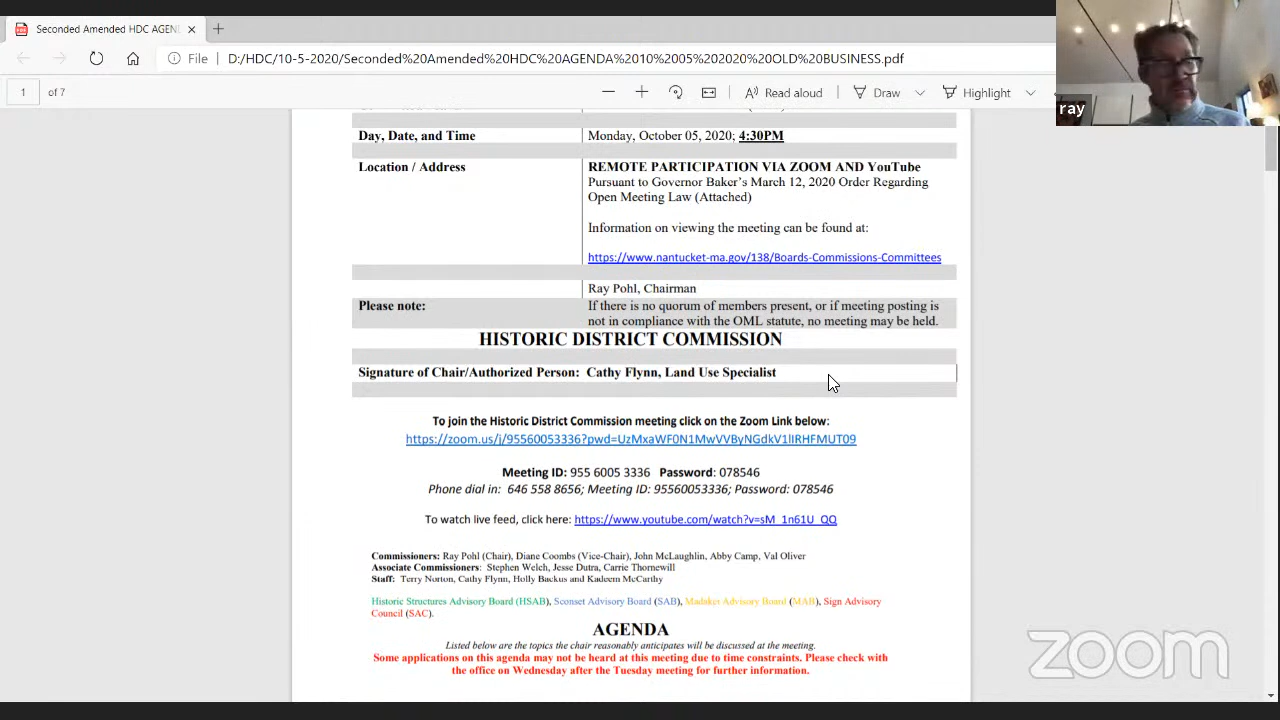 Seconded Amended HDC AGEN
File D:/HDC/10-5-2020/Seconded%20Amended%20HDC%20AGENDA%2010%2005%202020%20OLD%20BUSINESS.pdf
1 of 7 Read aloud Draw Highlight
ray
Day, Date, and Time Monday, October 05, 2020; 4:30PM
Location / Address REMOTE PARTICIPATION VIA ZOOM AND YouTube
Pursuant to Governor Baker's March 12, 2020 Order Regarding
Open Meeting Law (Attached)
Information on viewing the meeting can be found at:
https://www.nantucket-ma.gov/138/Boards-Commissions-Committees
Ray Pohl, Chairman
Please note: If there is no quorum of members present, or if meeting posting is
not in compliance with the OML statute, no meeting may be held.
HISTORIC DISTRICT COMMISSION
Signature of Chair/Authorized Person: Cathy Flynn, Land Use Specialist
To join the Historic District Commission meeting click on the Zoom Link below:
https://zoom.us/j/95560053336?pwd=UzMxaWF0N1MwVVByNGdkV1lIRHFMUT09
Meeting ID: 955 6005 3336 Password: 078546
Phone dial in: 646 558 8656; Meeting ID: 95560053336; Password: 078546
To watch live feed, click here: https://www.youtube.com/watch?v=sM_1n61U_QQ
Commissioners: Ray Pohl (Chair), Diane Coombs (Vice-Chair), John McLaughlin, Abby Camp, Val Oliver
Associate Commissioners: Stephen Welch, Jesse Dutra, Carrie Thornewill
Staff: Terry Norton, Cathy Flynn, Holly Backus and Kadeem McCarthy
Historic Structures Advisory Board (HSAB), Sconset Advisory Board (SAB), Madaket Advisory Board (MAB), Sign Advisory
Council (SAC).
AGENDA
Listed below are the topics the chair reasonably anticipates will be discussed at the meeting.
Some applications on this agenda may not be heard at this meeting due to time constraints. Please check with
the office on Wednesday after the Tuesday meeting for further information.
zoom